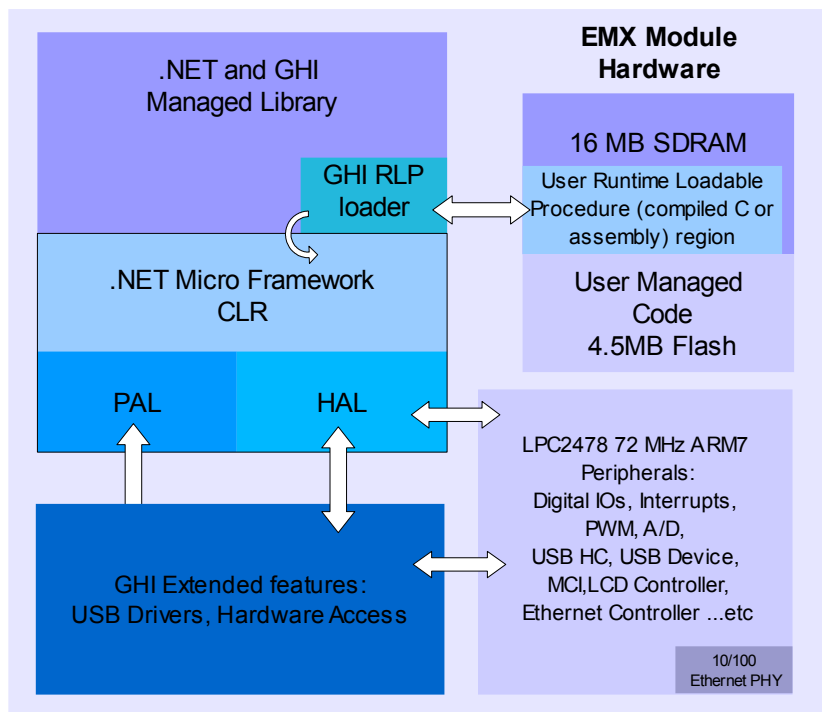 .NET and GHI
Managed Library
GHI RLP
loader
.NET Micro Framework
CLR
PAL
HAL
GHI Extended features:
USB Drivers, Hardware Access
EMX Module
Hardware
16 MB SDRAM
User Runtime Loadable
Procedure (compiled C or
assembly) region
User Managed
Code
4.5MB Flash
LPC2478 72 MHz ARM7
Peripherals:
Digital IOs, Interrupts,
PWM, A/D,
USB HC, USB Device,
MCI,LCD Controller,
Ethernet Controller ...etc
10/100
Ethernet PHY